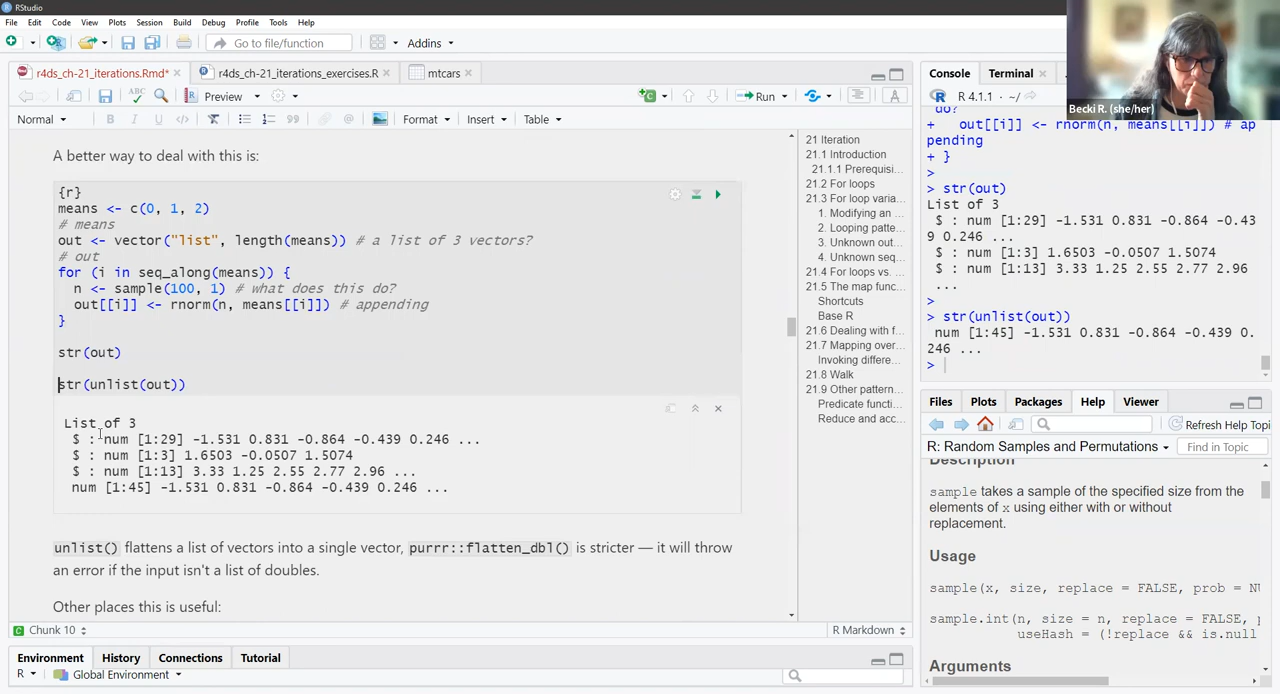 RStudio
File Edit Code View Plots Session Build Debug Profile Tools Help
Go to file/function Addins
r4ds_ch-21_iterations.Rmd* r4ds_ch-21_iterations_exercises.R mtcars
ABC Preview Run
Normal B I U </> Format Insert Table
A better way to deal with this is:
{r}
means <- c(0, 1, 2)
# means
out <- vector("list", length(means)) # a list of 3 vectors?
# out
for (i in seq_along(means)) {
n <- sample(100, 1) # what does this do?
out[[i]] <- rnorm(n, means[[i]]) # appending
}
str(out)
str(unlist(out))
List of 3
$ : num [1:29] -1.531 0.831 -0.864 -0.439 0.246 ...
$ : num [1:3] 1.6503 -0.0507 1.5074
$ : num [1:13] 3.33 1.25 2.55 2.77 2.96 ...
num [1:45] -1.531 0.831 -0.864 -0.439 0.246 ...
unlist() flattens a list of vectors into a single vector, purrr::flatten_dbl() is stricter — it will throw
an error if the input isn't a list of doubles.
Other places this is useful:
Chunk 10 R Markdown
21 Iteration
21.1 Introduction
21.1.1 Prerequisi...
21.2 For loops
21.3 For loop varia...
1. Modifying an ...
2. Looping patte...
3. Unknown out...
4. Unknown seq...
21.4 For loops vs. ...
21.5 The map func...
Shortcuts
Base R
21.6 Dealing with f...
21.7 Mapping over...
Invoking differe...
21.8 Walk
21.9 Other pattern...
Predicate functi...
Reduce and acc...
Environment History Connections Tutorial
R Global Environment
Console Terminal
R 4.1.1 · ~/
Becki R. (she/her)
do?
+ out[[i]] <- rnorm(n, means[[i]]) # ap
pending
+ }
>
> str(out)
List of 3
$ : num [1:29] -1.531 0.831 -0.864 -0.43
9 0.246 ...
$ : num [1:3] 1.6503 -0.0507 1.5074
$ : num [1:13] 3.33 1.25 2.55 2.77 2.96
...
>
> str(unlist(out))
num [1:45] -1.531 0.831 -0.864 -0.439 0.
246 ...
>
Files Plots Packages Help Viewer
Refresh Help Topi
R: Random Samples and Permutations Find in Topic
Description
sample takes a sample of the specified size from the
elements of x using either with or without
replacement.
Usage
sample(x, size, replace = FALSE, prob = NU
sample.int(n, size = n, replace = FALSE, p
useHash = (!replace && is.null
Arguments